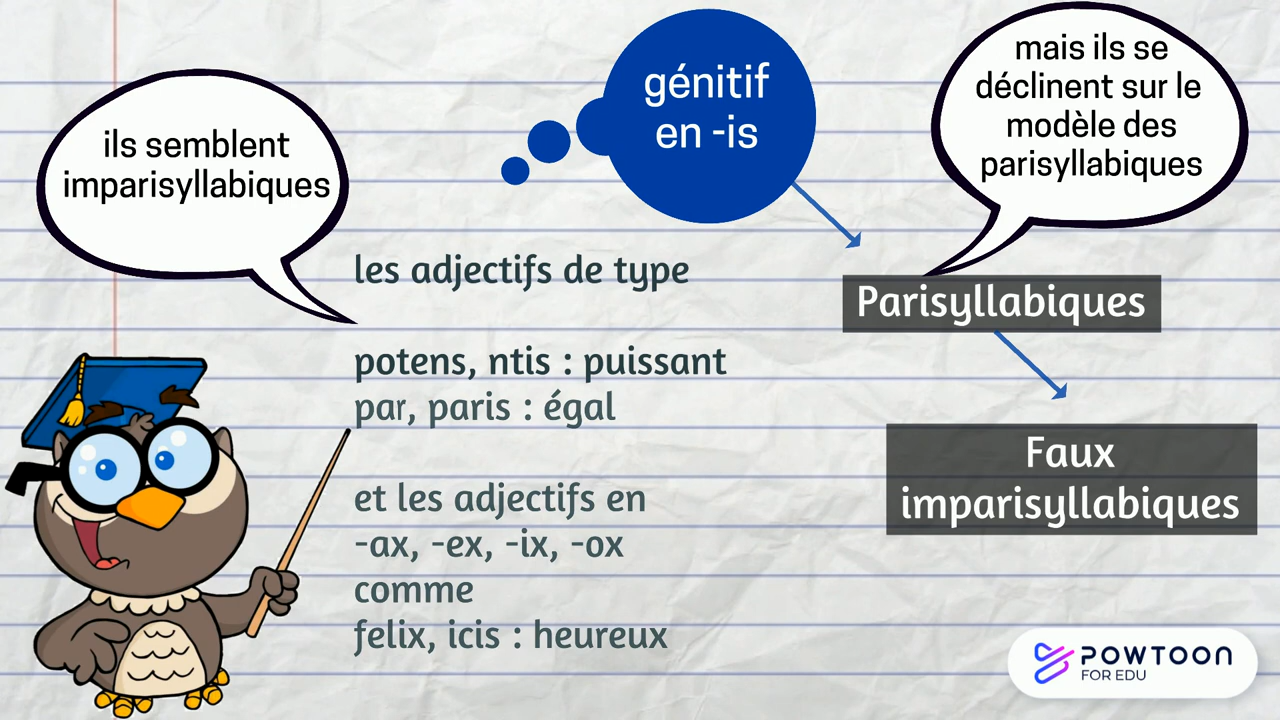 ils semblent
imparisyllabiques
génitif
en -is
mais ils se
déclinent sur le
modèle des
parisyllabiques
les adjectifs de type
Parisyllabiques
potens, ntis : puissant
par, paris : égal
Faux
imparisyllabiques
et les adjectifs en
-ax, -ex, -ix, -ox
comme
felix, icis : heureux
POWTOON
FOR EDU